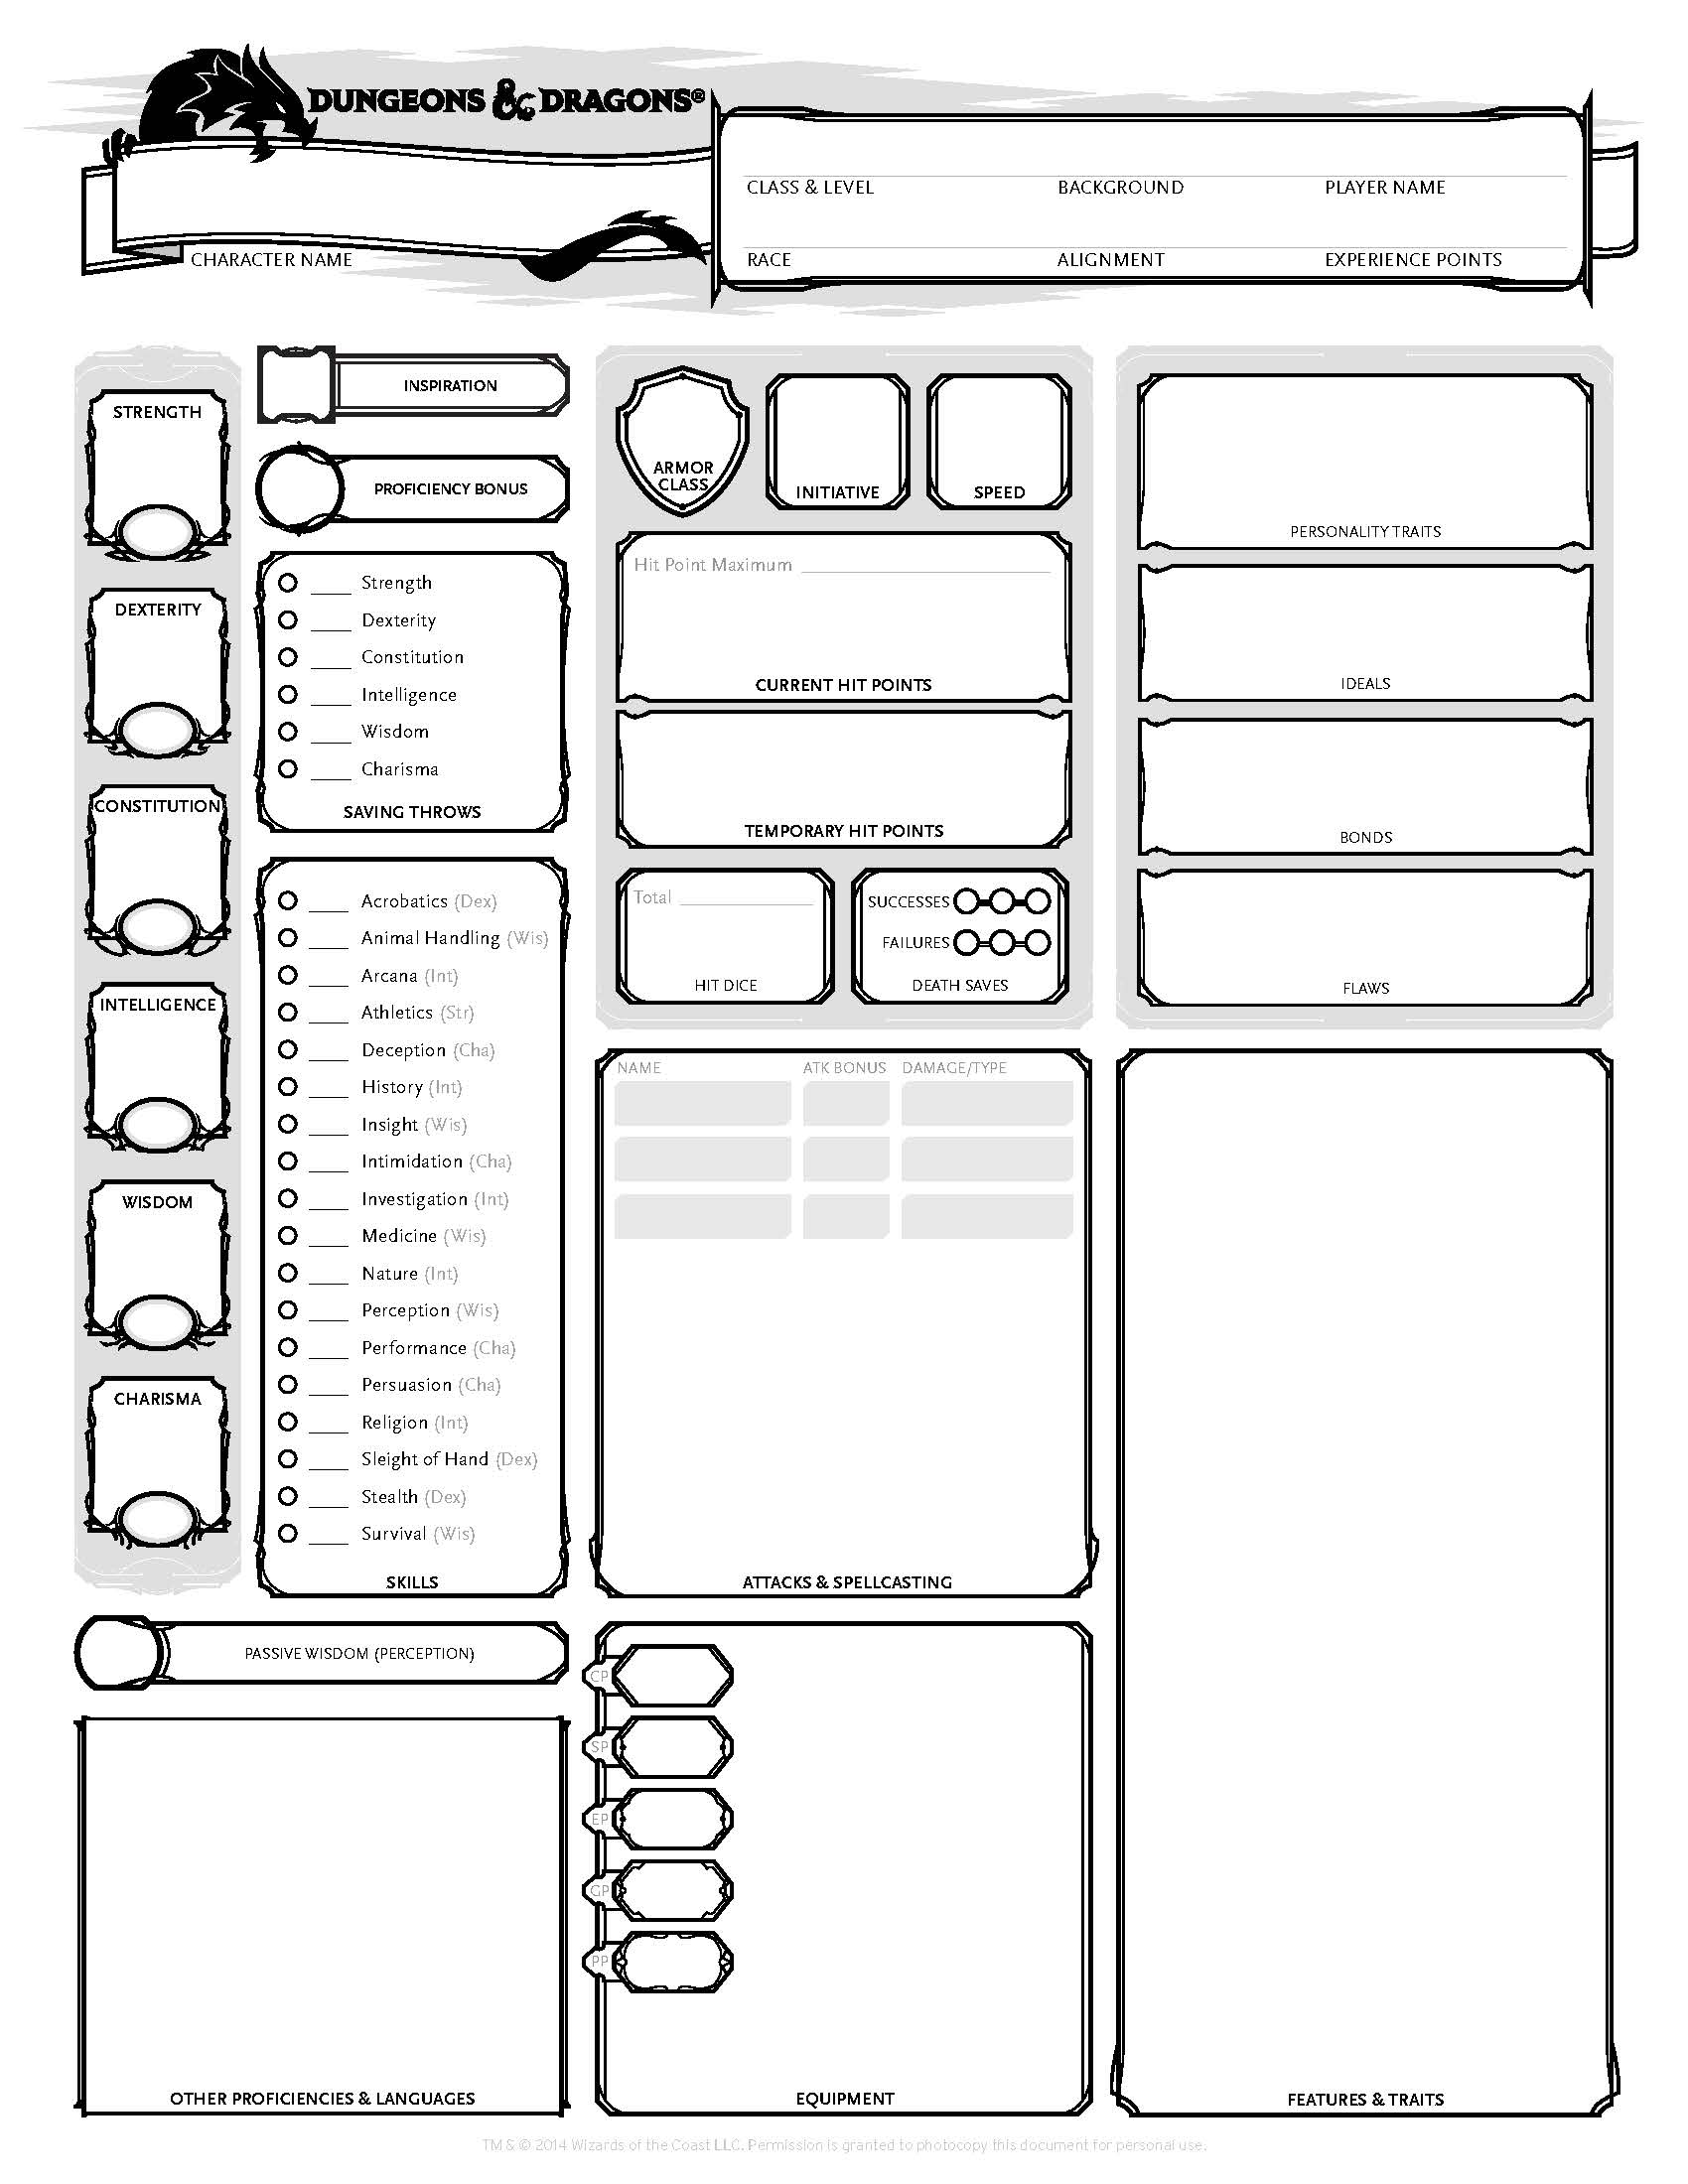 DUNGEONS & DRAGONS®
CLASS & LEVEL BACKGROUND PLAYER NAME
CHARACTER NAME
RACE ALIGNMENT EXPERIENCE POINTS
STRENGTH
DEXTERITY
CONSTITUTION
INTELLIGENCE
WISDOM
CHARISMA
INSPIRATION
PROFICIENCY BONUS
Strength
Dexterity
Constitution
Intelligence
Wisdom
Charisma
SAVING THROWS
Acrobatics (Dex)
Animal Handling (Wis)
Arcana (Int)
Athletics (Str)
Deception (Cha)
History (Int)
Insight (Wis)
Intimidation (Cha)
Investigation (Int)
Medicine (Wis)
Nature (Int)
Perception (Wis)
Performance (Cha)
Persuasion (Cha)
Religion (Int)
Sleight of Hand (Dex)
Stealth (Dex)
Survival (Wis)
SKILLS
PASSIVE WISDOM (PERCEPTION)
OTHER PROFICIENCIES & LANGUAGES
ARMOR
CLASS
INITIATIVE
SPEED
Hit Point Maximum
CURRENT HIT POINTS
TEMPORARY HIT POINTS
Total
HIT DICE
SUCCESSES
FAILURES
DEATH SAVES
NAME ATK BONUS DAMAGE/TYPE
ATTACKS & SPELLCASTING
CP
SP
EP
GP
PP
EQUIPMENT
PERSONALITY TRAITS
IDEALS
BONDS
FLAWS
FEATURES & TRAITS
TM & © 2014 Wizards of the Coast LLC. Permission is granted to photocopy this document for personal use.